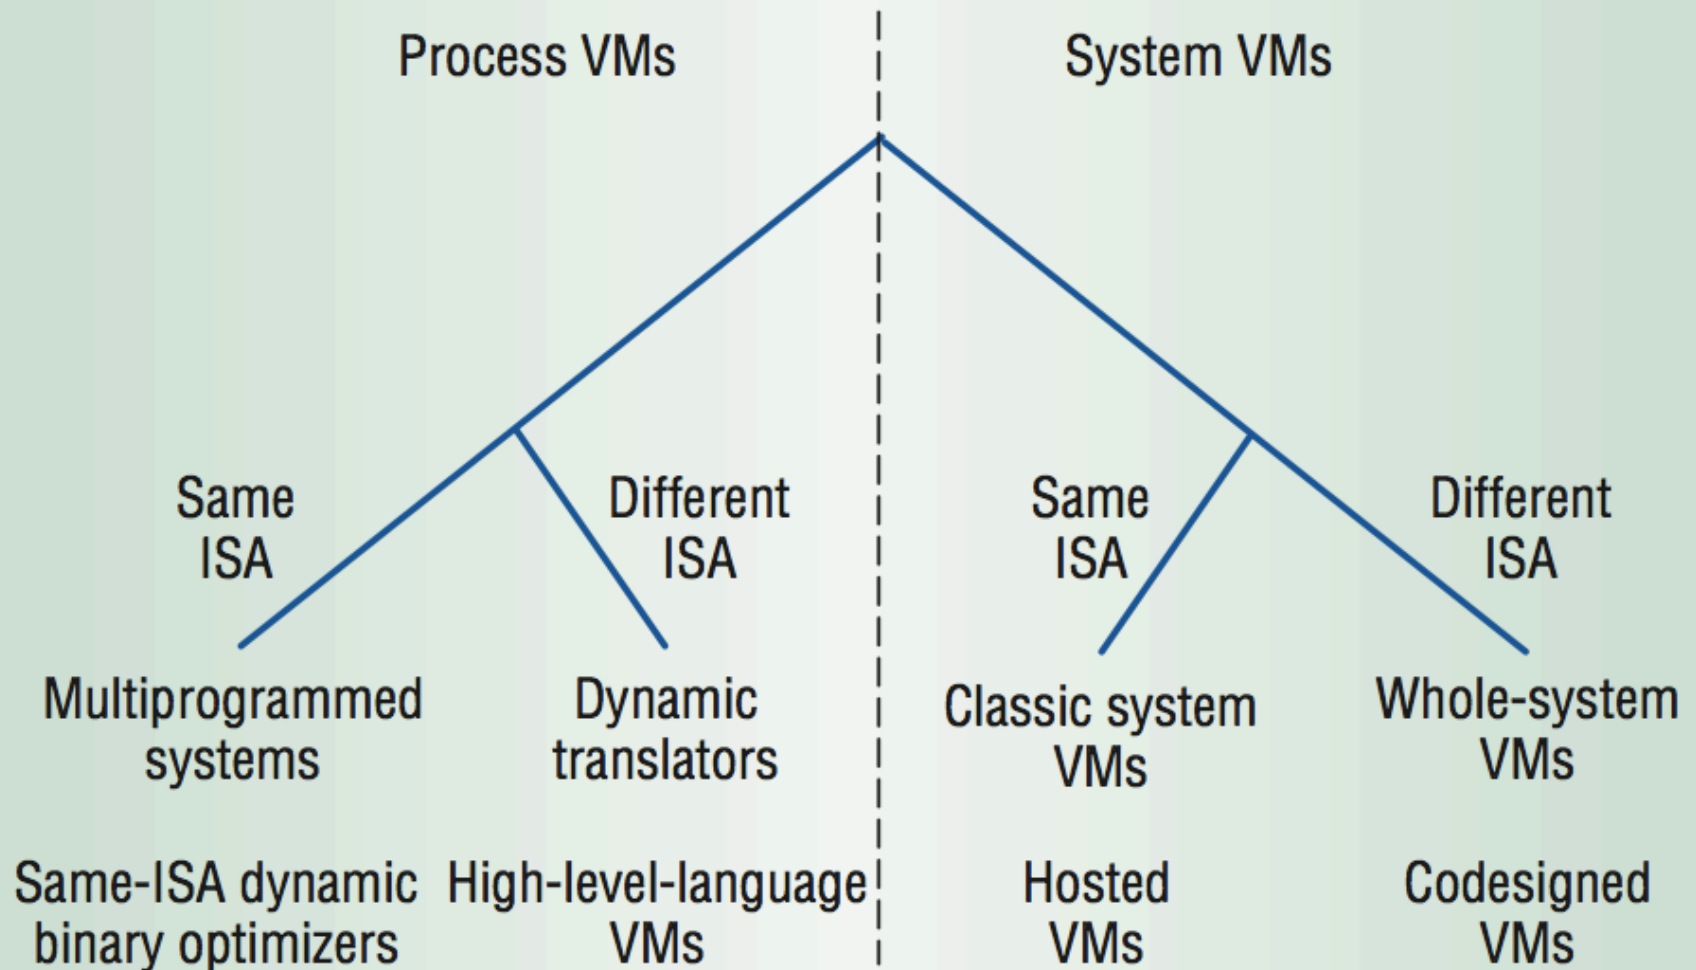 Process VMs
System VMs
Same
ISA
Different
ISA
Same
ISA
Different
ISA
Multiprogrammed
systems
Dynamic
translators
Classic system
VMs
Whole-system
VMs
Same-ISA dynamic
binary optimizers
High-level-language
VMs
Hosted
VMs
Codesigned
VMs